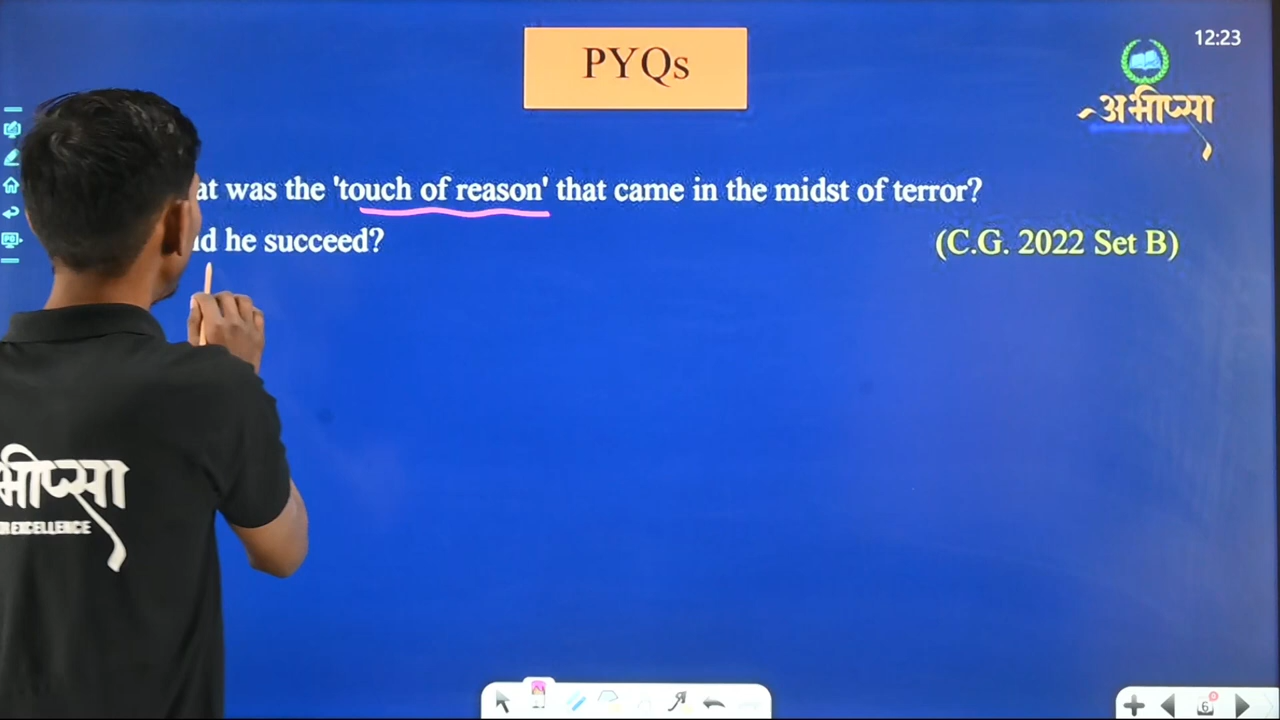 PYQs
12:23
अभीप्सा
at was the 'touch of reason' that came in the midst of terror?
he succeed?
(C.G. 2022 Set B)
भीप्सा
EXCELLENCE
6